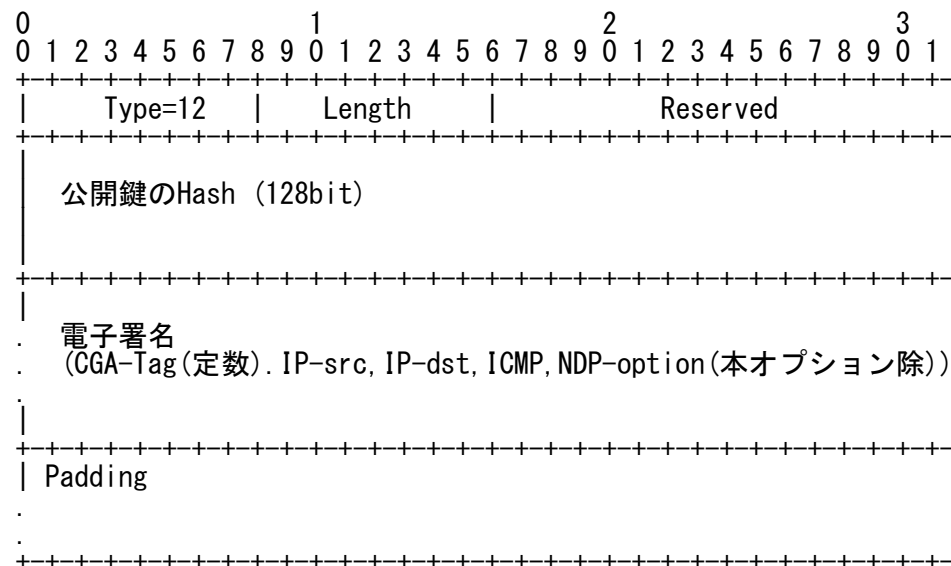 0 1 2 3
0 1 2 3 4 5 6 7 8 9 0 1 2 3 4 5 6 7 8 9 0 1 2 3 4 5 6 7 8 9 0 1
+-+-+-+-+-+-+-+-+-+-+-+-+-+-+-+-+-+-+-+-+-+-+-+-+-+-+-+-+-+-+-+-
| Type=12 | Length | Reserved
+-+-+-+-+-+-+-+-+-+-+-+-+-+-+-+-+-+-+-+-+-+-+-+-+-+-+-+-+-+-+-+-
|
| 公開鍵のHash (128bit)
|
|
+-+-+-+-+-+-+-+-+-+-+-+-+-+-+-+-+-+-+-+-+-+-+-+-+-+-+-+-+-+-+-+-
|
. 電子署名
. (CGA-Tag(定数).IP-src,IP-dst,ICMP,NDP-option(本オプション除))
.
|
+-+-+-+-+-+-+-+-+-+-+-+-+-+-+-+-+-+-+-+-+-+-+-+-+-+-+-+-+-+-+-+-
| Padding
.
.
+-+-+-+-+-+-+-+-+-+-+-+-+-+-+-+-+-+-+-+-+-+-+-+-+-+-+-+-+-+-+-+-